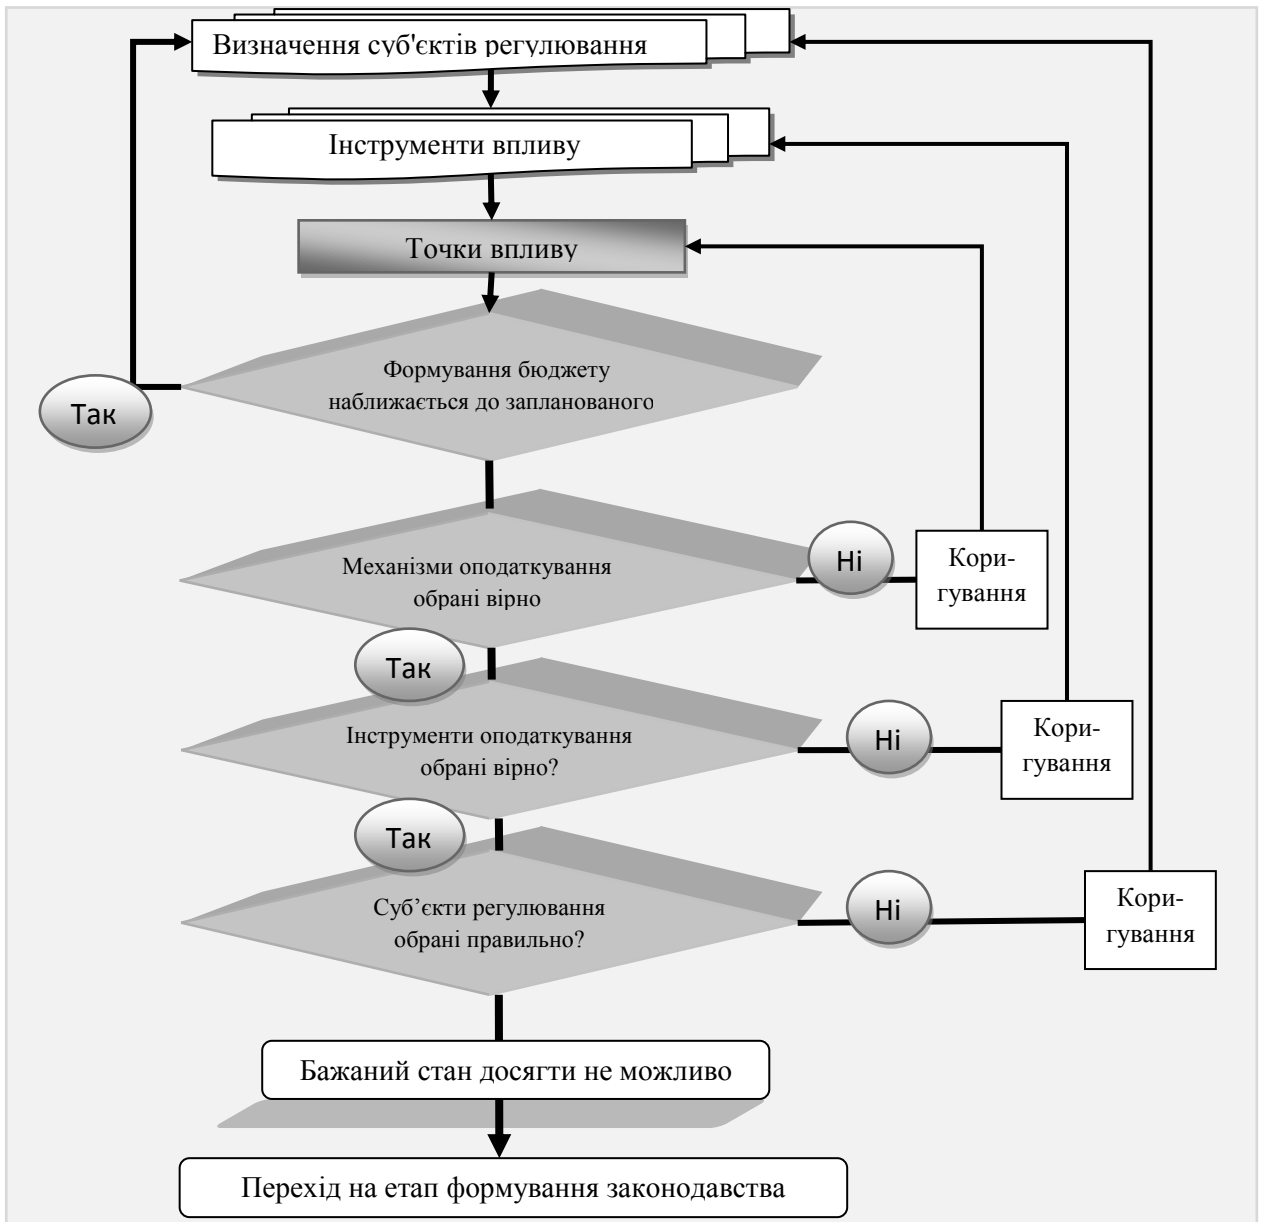 Визначення суб'єктів регулювання
Інструменти впливу
Точки впливу
Формування бюджету
наближається до запланованого
Так
Механізми оподаткування
обрані вірно
Ні
Кори-
гування
Так
Інструменти оподаткування
обрані вірно?
Ні
Кори-
гування
Так
Суб’єкти регулювання
обрані правильно?
Ні
Кори-
гування
Бажаний стан досягти не можливо
Перехід на етап формування законодавства